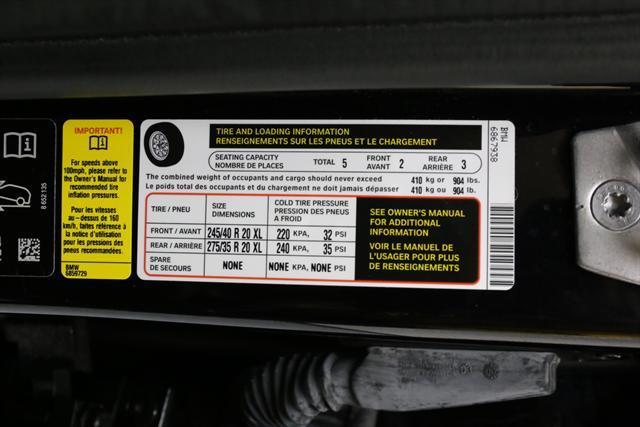 8 652 135
IMPORTANT!
For speeds above
100mph, please refer to
the Owner's Manual for
recommended tire
inflation pressures.
Pour les vitesses
au-dessus de 160
km/h, faites référence à
la notice d'utilisation
pour les pressions des
pneus recommandées.
BMW
6859729
TIRE AND LOADING INFORMATION
RENSEIGNEMENTS SUR LES PNEUS ET LE CHARGEMENT
SEATING CAPACITY
NOMBRE DE PLACES
TOTAL 5
FRONT
AVANT 2
REAR
ARRIÈRE 3
The combined weight of occupants and cargo should never exceed 410 kg or 904 lbs.
Le poids total des occupants et du chargement ne doit jamais dépasser 410 kg ou 904 lb.
TIRE / PNEU
SIZE
DIMENSIONS
COLD TIRE PRESSURE
PRESSION DES PNEUS
A FROID
FRONT / AVANT 245/40 R 20 XL 220 KPA, 32 PSI
REAR / ARRIÈRE 275/35 R 20 XL 240 KPA, 35 PSI
SPARE
DE SECOURS
NONE NONE KPA, NONE PSI
SEE OWNER'S MANUAL
FOR ADDITIONAL
INFORMATION
VOIR LE MANUEL DE
L'USAGER POUR PLUS
DE RENSEIGNEMENTS
BMW
6867938